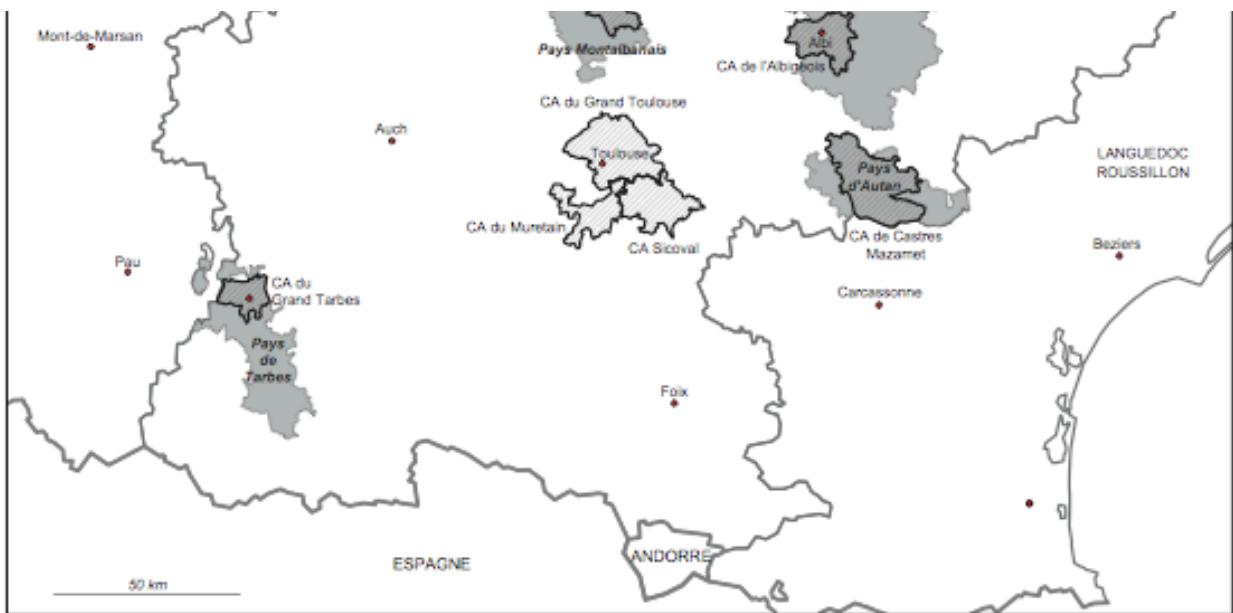 Mont-de-Marsan
Pays Montalbanais
Albi
CA de l'Albigeois
CA du Grand Toulouse
Auch
Toulouse
LANGUEDOC
ROUSSILLON
Pays
d'Autan
CA du Muretain
CA Sicoval
CA de Castres
Mazamet
Beziers
Pau
CA du
Grand Tarbes
Carcassonne
Pays
de
Tarbes
Foix
ESPAGNE
ANDORRE
50 km